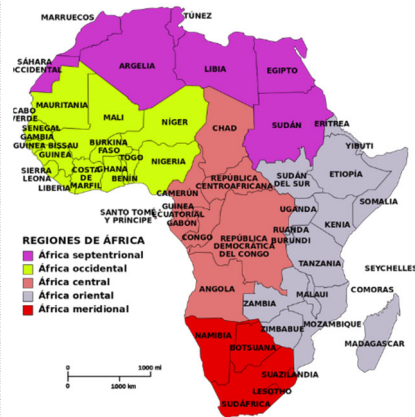 MARRUECOS
TÚNEZ
SÁHARA
OCCIDENTAL
ARGELIA
LIBIA
EGIPTO
CABO
VERDE
MAURITANIA
MALI
NÍGER
CHAD
SUDÁN
ERITREA
SENEGAL
GAMBIA
GUINEA BISSAU
GUINEA
BURKINA
FASO
YIBUTI
SIERRA
LEONA
LIBERIA
COSTA
DE
MARFIL
GHANA
TOGO
BENIN
NIGERIA
REPÚBLICA
CENTROAFRICANA
SUDÁN
DEL SUR
ETIOPÍA
SOMALIA
CAMERÚN
SANTO TOMÉ
Y PRÍNCIPE
GUINEA
ECUATORIAL
GABÓN
CONGO
REPÚBLICA
DEMOCRÁTICA
DEL CONGO
UGANDA
KENIA
RUANDA
BURUNDI
TANZANIA
SEYCHELLES
COMORAS
ANGOLA
ZAMBIA
MALAUI
MOZAMBIQUE
ZIMBABUE
MADAGASCAR
NAMIBIA
BOTSUANA
SUAZILANDIA
LESOTHO
SUDÁFRICA
REGIONES DE ÁFRICA
África septentrional
África occidental
África central
África oriental
África meridional
0 1000 mi
0 1000 km